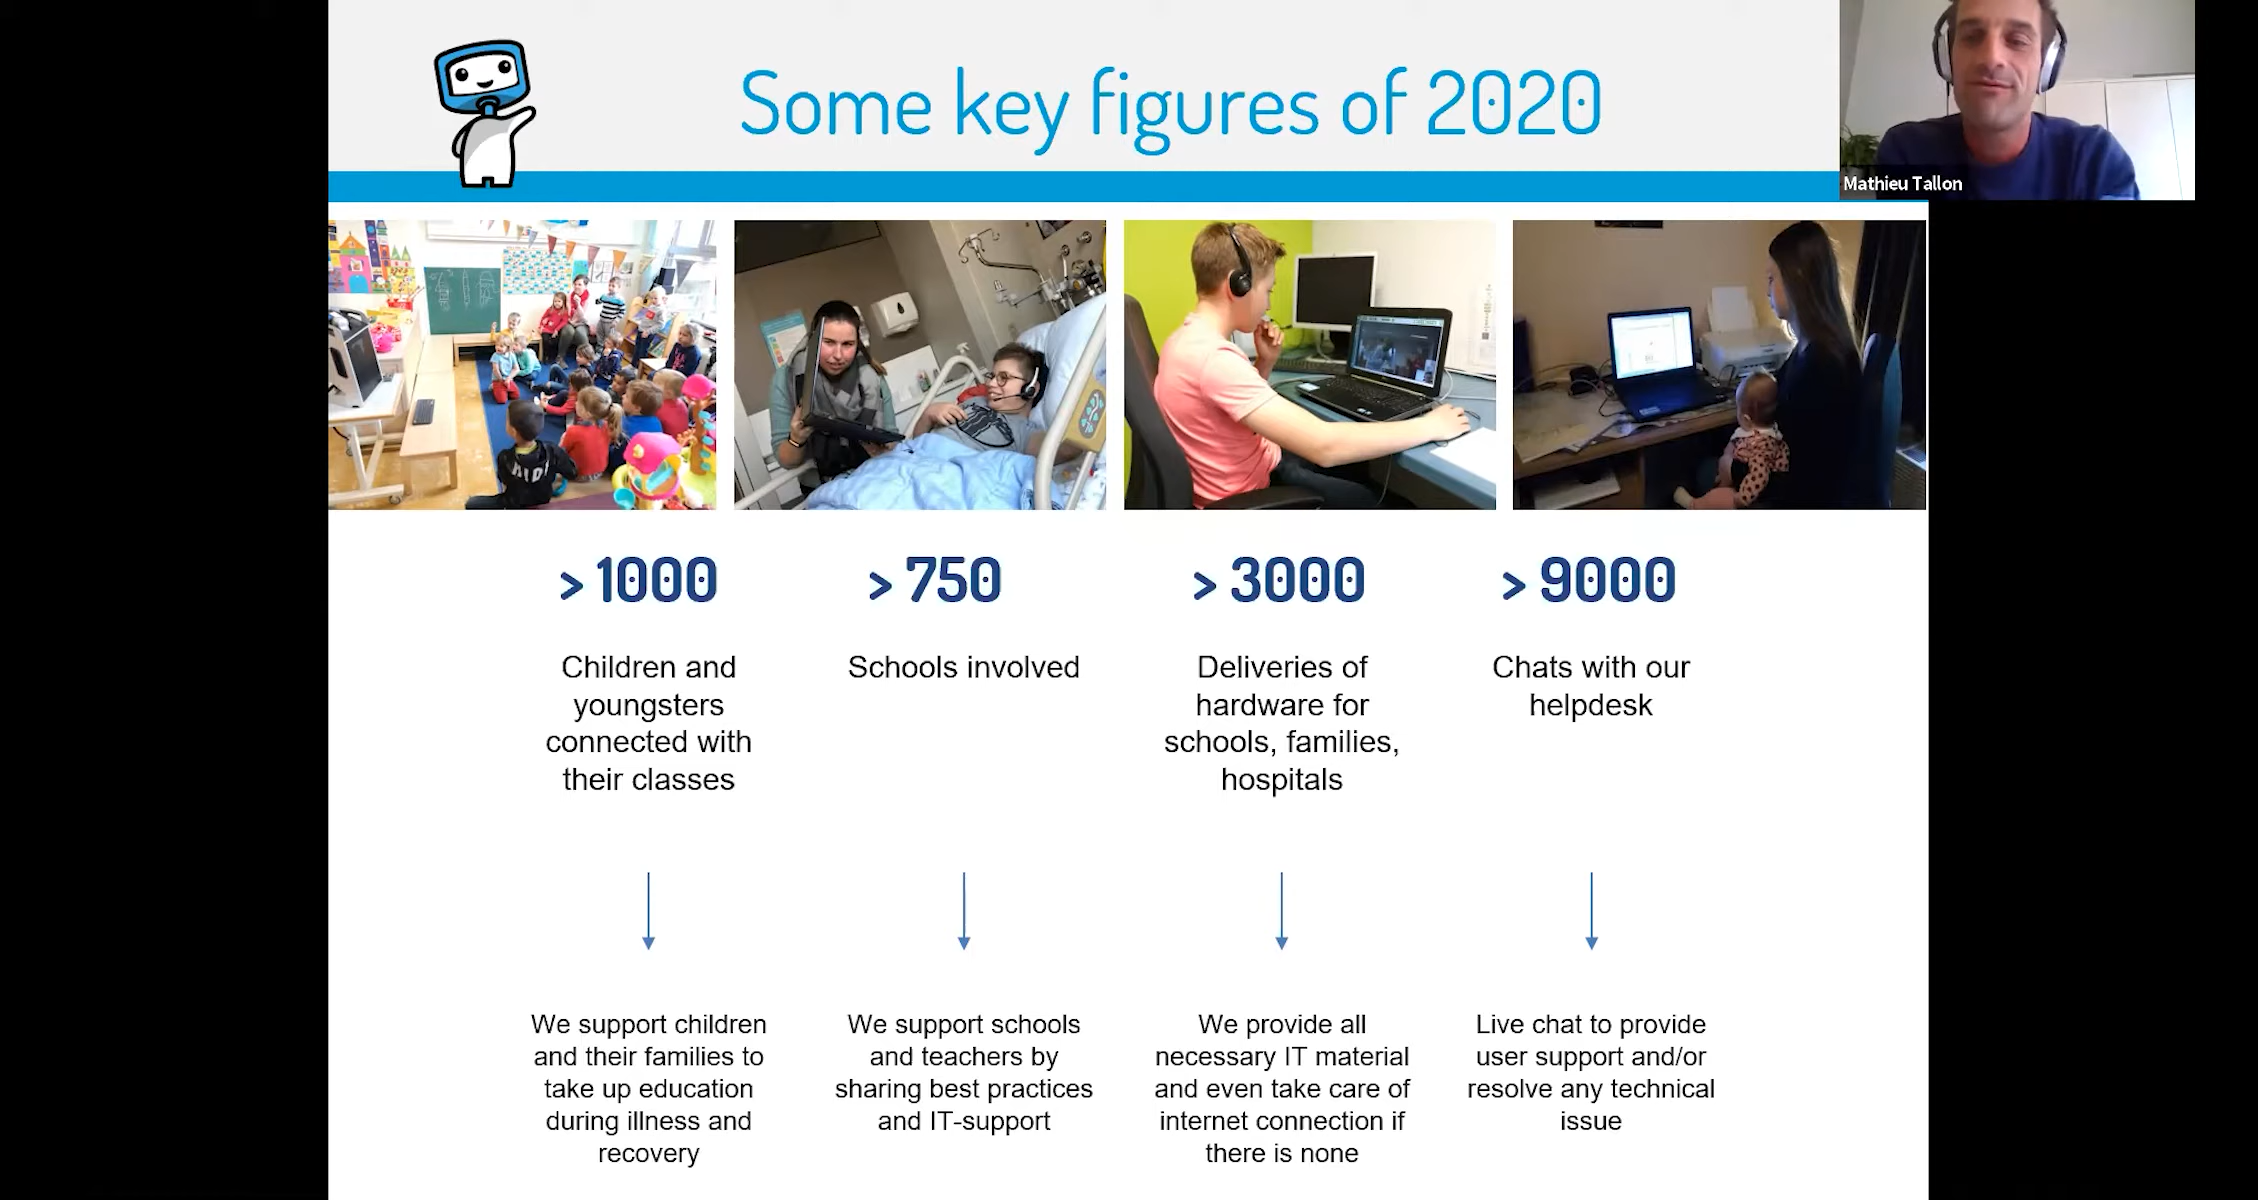 Some key figures of 2020
Mathieu Tallon
> 1000
> 750
> 3000
> 9000
Children and
youngsters
connected with
their classes
Schools involved
Deliveries of
hardware for
schools, families,
hospitals
Chats with our
helpdesk
We support children
and their families to
take up education
during illness and
recovery
We support schools
and teachers by
sharing best practices
and IT-support
We provide all
necessary IT material
and even take care of
internet connection if
there is none
Live chat to provide
user support and/or
resolve any technical
issue